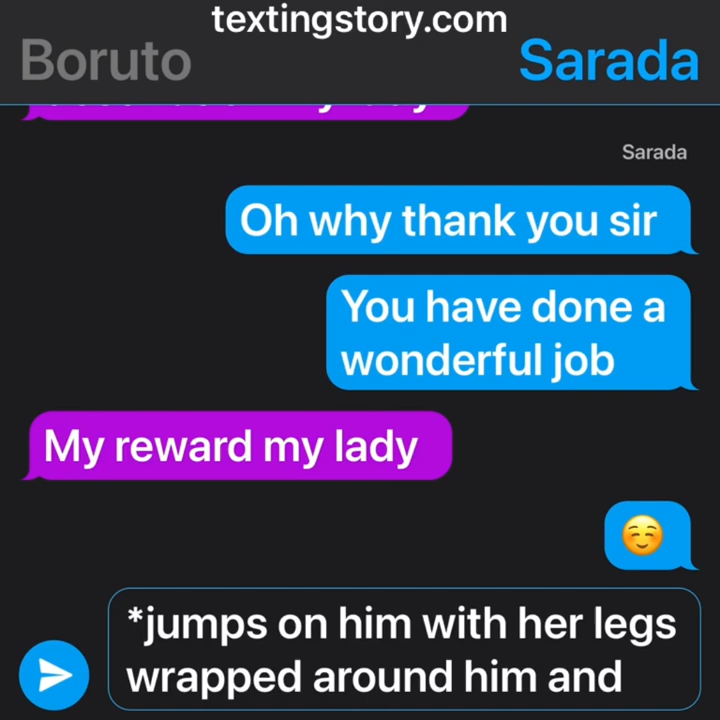 textingstory.com
Boruto
Sarada
Sarada
Oh why thank you sir
You have done a
wonderful job
My reward my lady
*jumps on him with her legs
wrapped around him and